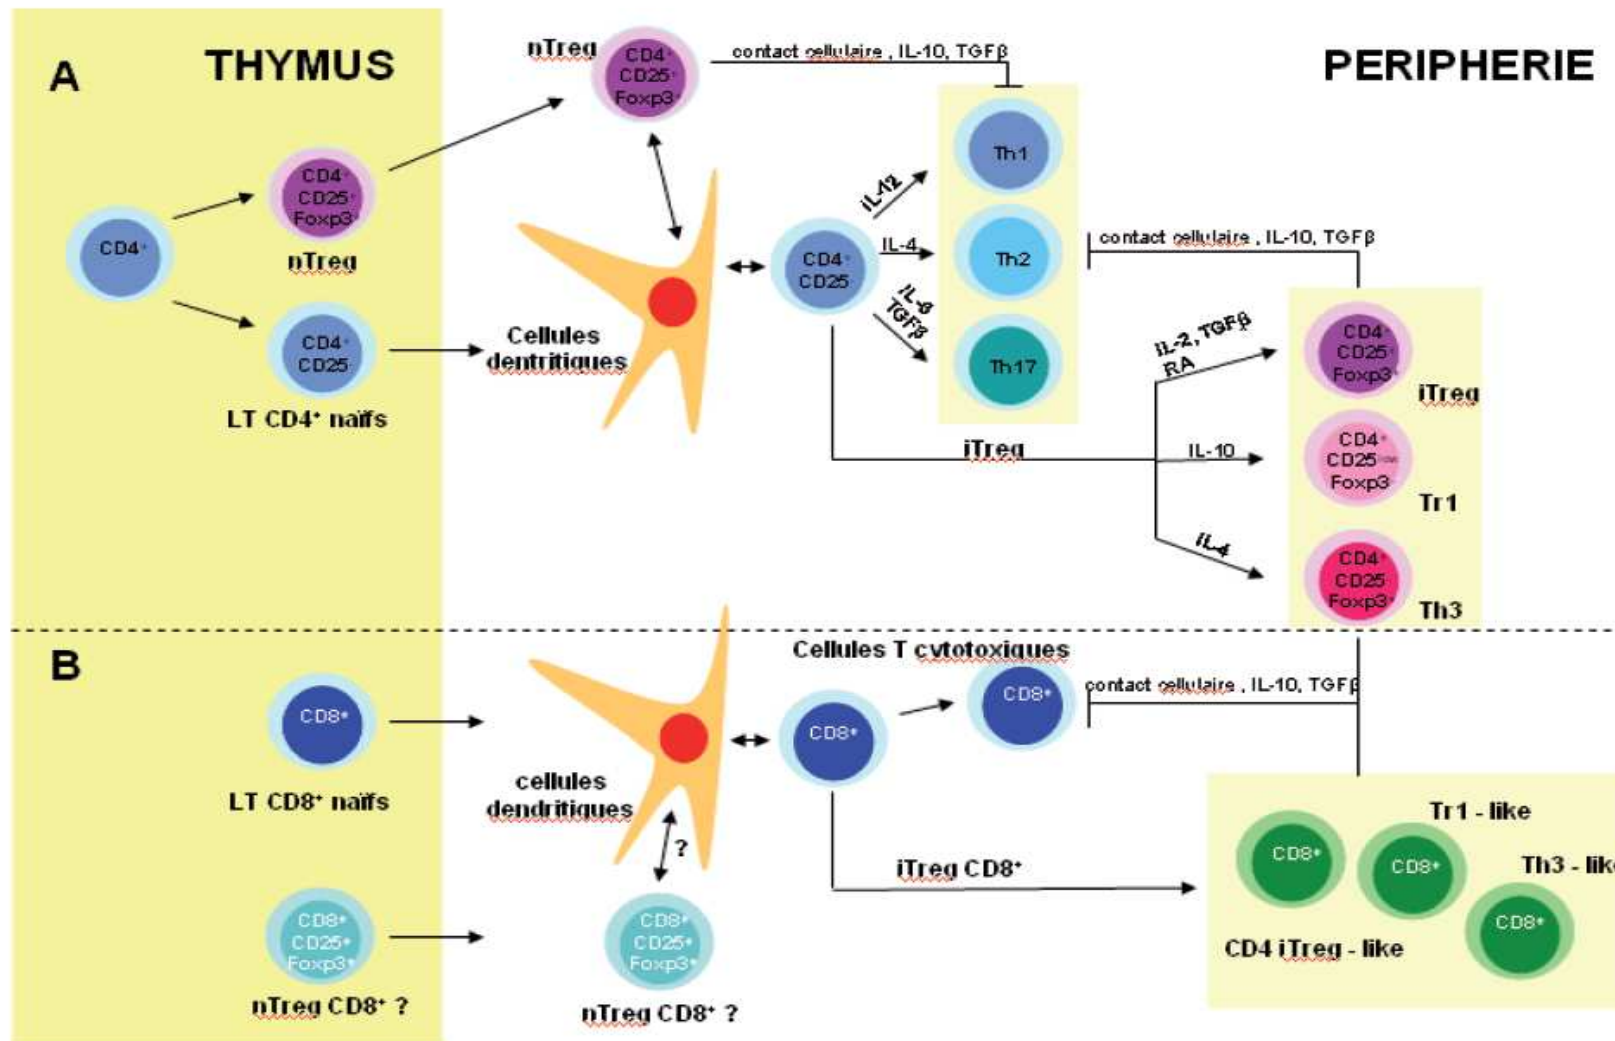 A
THYMUS
PERIPHERIE
nTreg
CD4+
CD25+
Foxp3+
contact cellulaire , IL-10, TGFβ
CD4+
CD4+
CD25+
Foxp3
nTreg
CD4+
CD25
LT CD4+ naïfs
Cellules
dentritiques
CD4+
CD25
IL-12
IL-4
IL-6
TGFβ
Th1
Th2
Th17
contact cellulaire , IL-10, TGFβ
iTreg
IL-2, TGFβ
RA
IL-10
IL-4
CD4+
CD25+
Foxp3+
iTreg
CD4+
CD25low
Foxp3
Tr1
CD4+
CD25
Foxp3+
Th3
B
CD8+
LT CD8+ naïfs
cellules
dendritiques
?
CD8+
Cellules T cytotoxiques
CD8+
contact cellulaire , IL-10, TGFβ
iTreg CD8+
Tr1 - like
Th3 - like
CD8+
CD8+
CD8+
CD4 iTreg - like
CD8+
CD25+
Foxp3+
nTreg CD8+ ?
CD8+
CD25+
Foxp3+
nTreg CD8+ ?